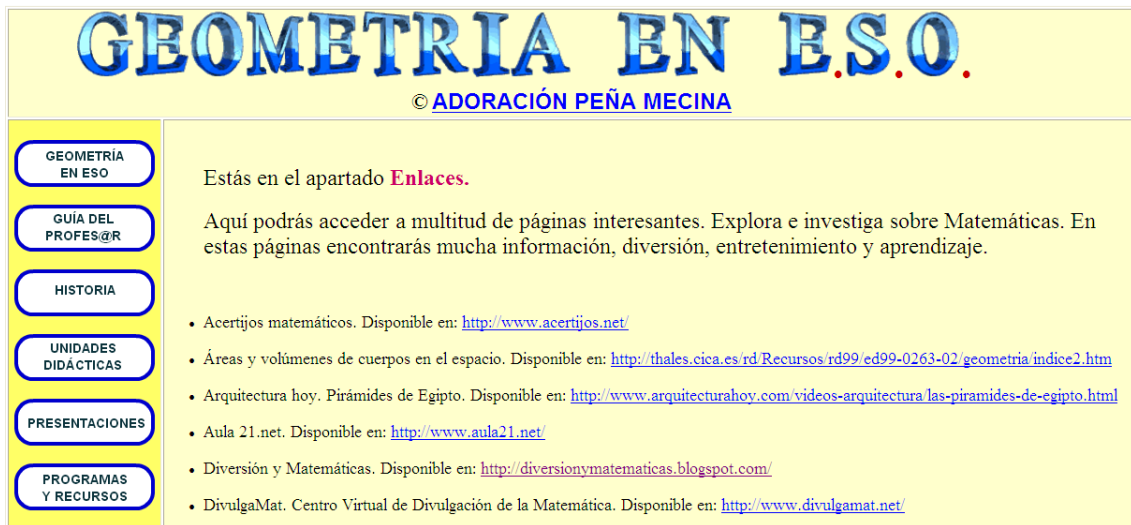 GEOMETRIA EN E.S.O.
© ADORACIÓN PEÑA MECINA
GEOMETRÍA
EN ESO
GUÍA DEL
PROFES@R
HISTORIA
UNIDADES
DIDÁCTICAS
PRESENTACIONES
PROGRAMAS
Y RECURSOS
Estás en el apartado Enlaces.
Aquí podrás acceder a multitud de páginas interesantes. Explora e investiga sobre Matemáticas. En
estas páginas encontrarás mucha información, diversión, entretenimiento y aprendizaje.
• Acertijos matemáticos. Disponible en: http://www.acertijos.net/
• Áreas y volúmenes de cuerpos en el espacio. Disponible en: http://thales.cica.es/rd/Recursos/rd99/ed99-0263-02/geometria/indice2.htm
• Arquitectura hoy. Pirámides de Egipto. Disponible en: http://www.arquitecturahoy.com/videos-arquitectura/las-piramides-de-egipto.html
• Aula 21.net. Disponible en: http://www.aula21.net/
• Diversión y Matemáticas. Disponible en: http://diversionymatematicas.blogspot.com/
• DivulgaMat. Centro Virtual de Divulgación de la Matemática. Disponible en: http://www.divulgamat.net/